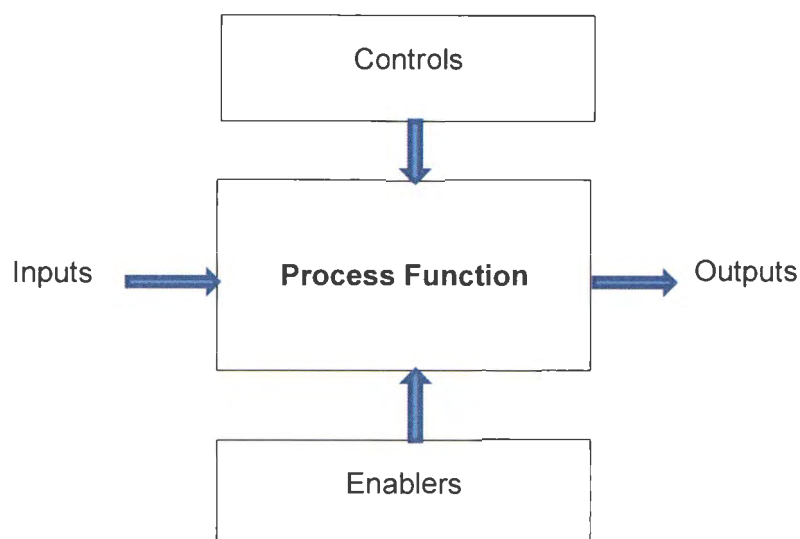 Controls
Inputs
Process Function
Outputs
Enablers